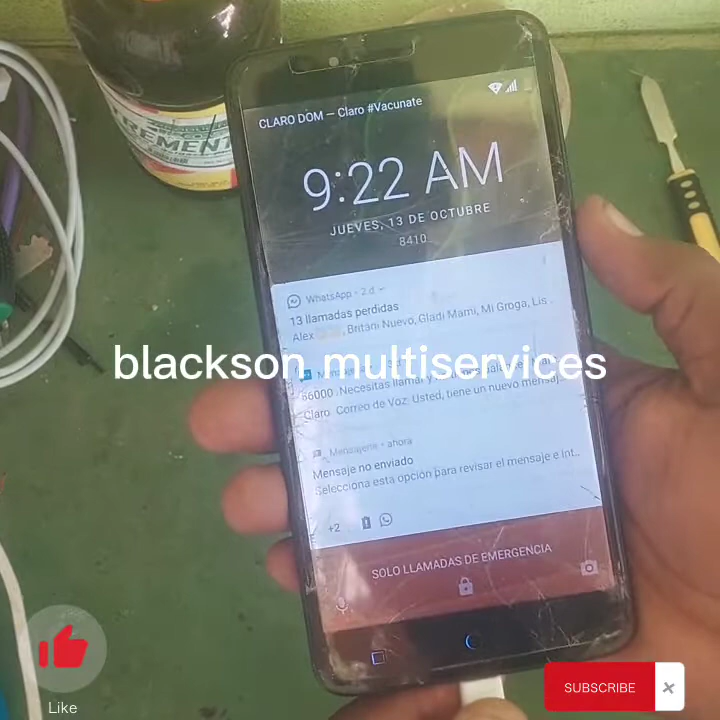 CLARO DOM — Claro #Vacunate
9:22 AM
JUEVES, 13 DE OCTUBRE
8410
WhatsApp • 2 d
13 llamadas perdidas
Alex , Britani Nuevo, Gladi Mami, Mi Groga, Lis
blackson multiservices
66000 Necesitas llamar y
Claro Correo de Voz: Usted, tiene un nuevo mensaj
Mensajería • ahora
Mensaje no enviado
Selecciona esta opción para revisar el mensaje e int...
+2
SOLO LLAMADAS DE EMERGENCIA
Like
SUBSCRIBE